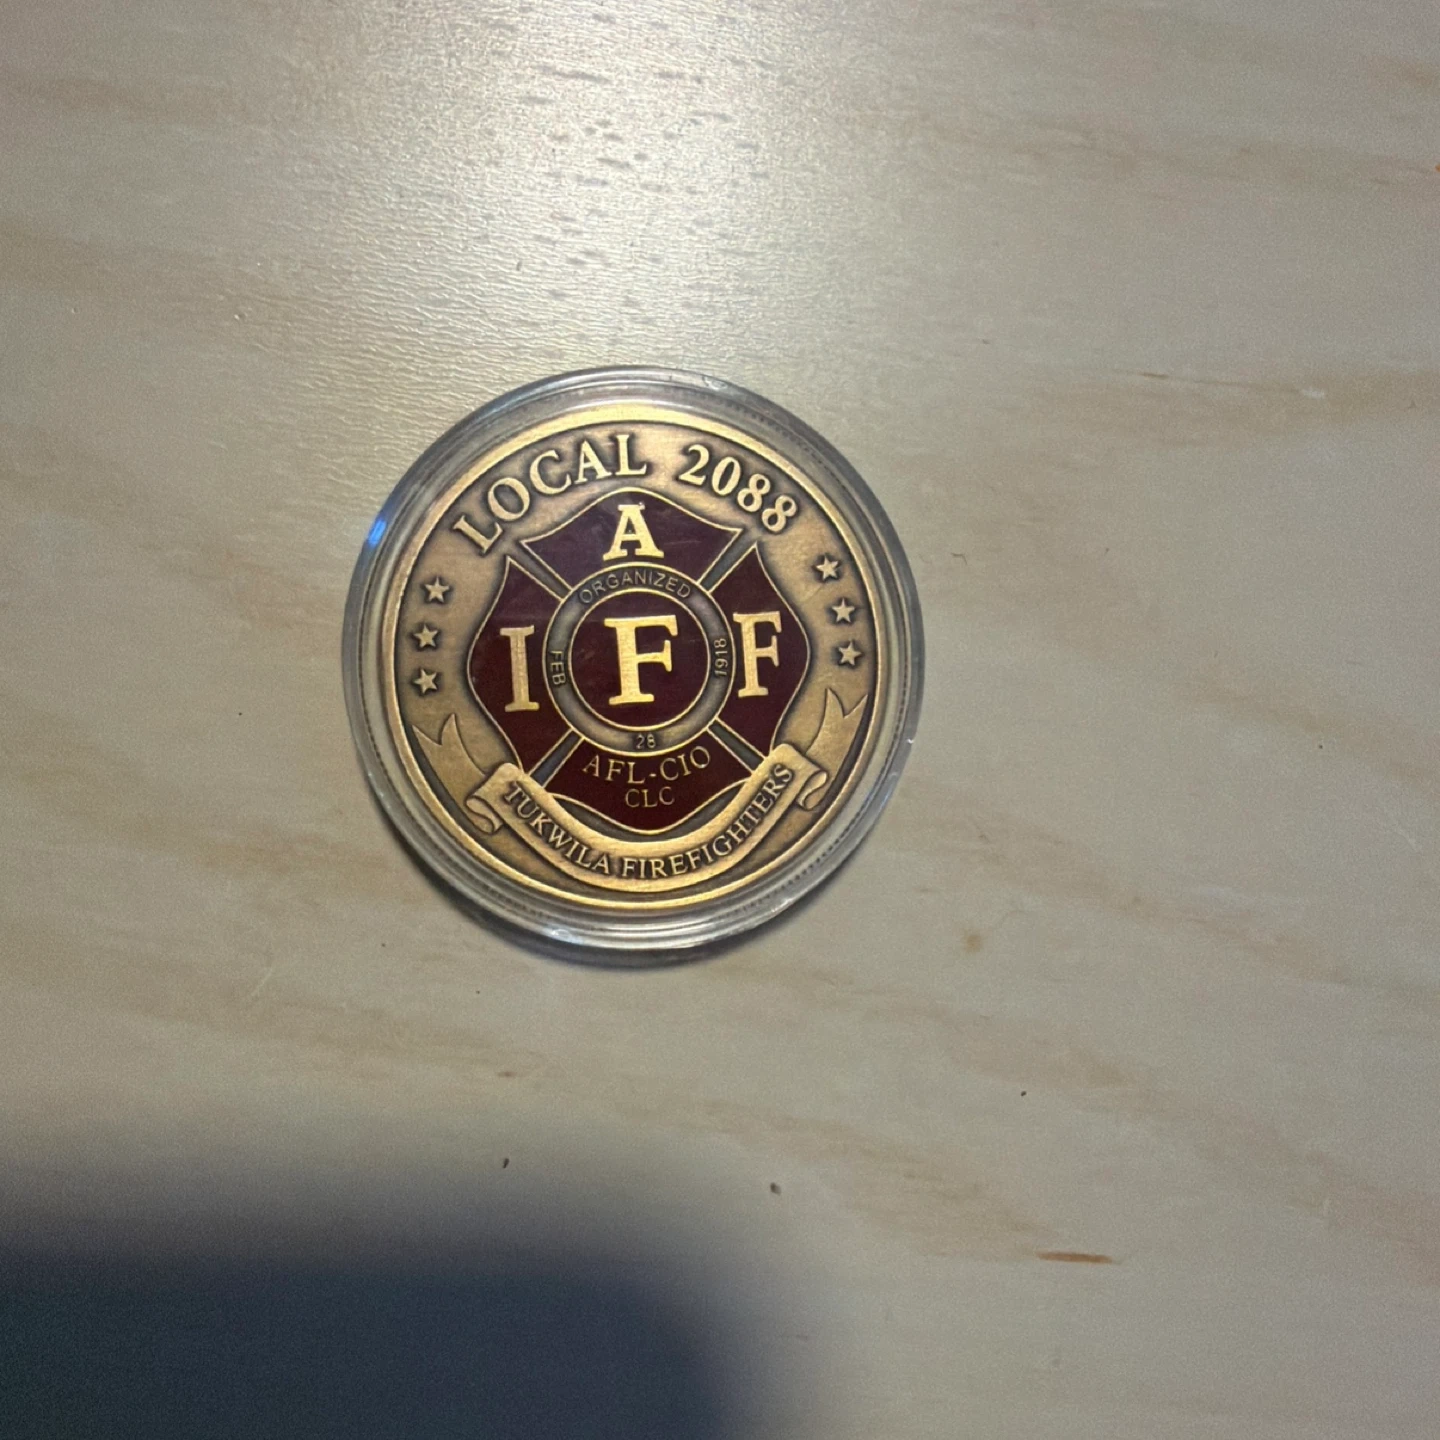 LOCAL 2088
A
ORGANIZED
I F F
FEB
1918
28
AFL-CIO
CLC
TUKWILA FIREFIGHTERS